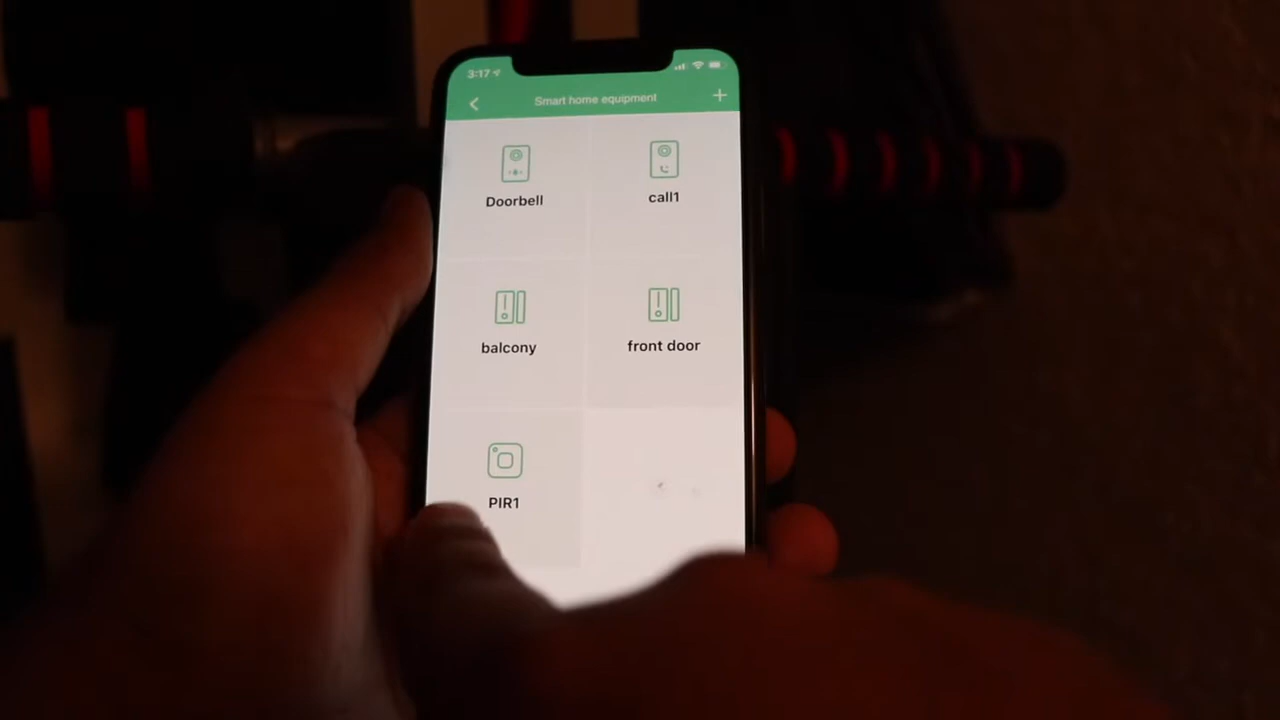 3:17
Smart home equipment
Doorbell
call1
balcony
front door
PIR1